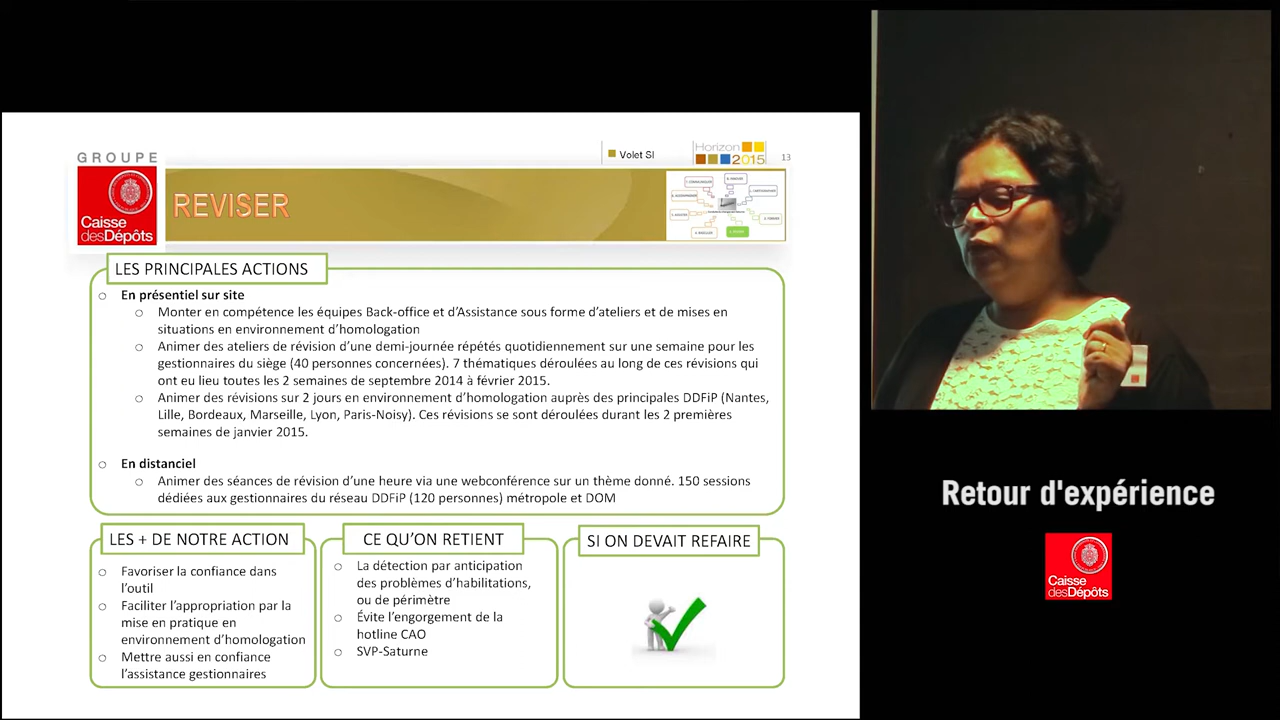 GROUPE
Caisse
desDépôts
Volet SI
Horizon
2015
13
REVISER
LES PRINCIPALES ACTIONS
En présentiel sur site
Monter en compétence les équipes Back-office et d’Assistance sous forme d’ateliers et de mises en
situations en environnement d’homologation
Animer des ateliers de révision d’une demi-journée répétés quotidiennement sur une semaine pour les
gestionnaires du siège (40 personnes concernées). 7 thématiques déroulées au long de ces révisions qui
ont eu lieu toutes les 2 semaines de septembre 2014 à février 2015.
Animer des révisions sur 2 jours en environnement d’homologation auprès des principales DDFiP (Nantes,
Lille, Bordeaux, Marseille, Lyon, Paris-Noisy). Ces révisions se sont déroulées durant les 2 premières
semaines de janvier 2015.
En distanciel
Animer des séances de révision d’une heure via une webconférence sur un thème donné. 150 sessions
dédiées aux gestionnaires du réseau DDFiP (120 personnes) métropole et DOM
LES + DE NOTRE ACTION
Favoriser la confiance dans
l’outil
Faciliter l’appropriation par la
mise en pratique en
environnement d’homologation
Mettre aussi en confiance
l’assistance gestionnaires
CE QU’ON RETIENT
La détection par anticipation
des problèmes d’habilitations,
ou de périmètre
Évite l’engorgement de la
hotline CAO
SVP-Saturne
SI ON DEVAIT REFAIRE
Retour d'expérience
Caisse
desDépôts